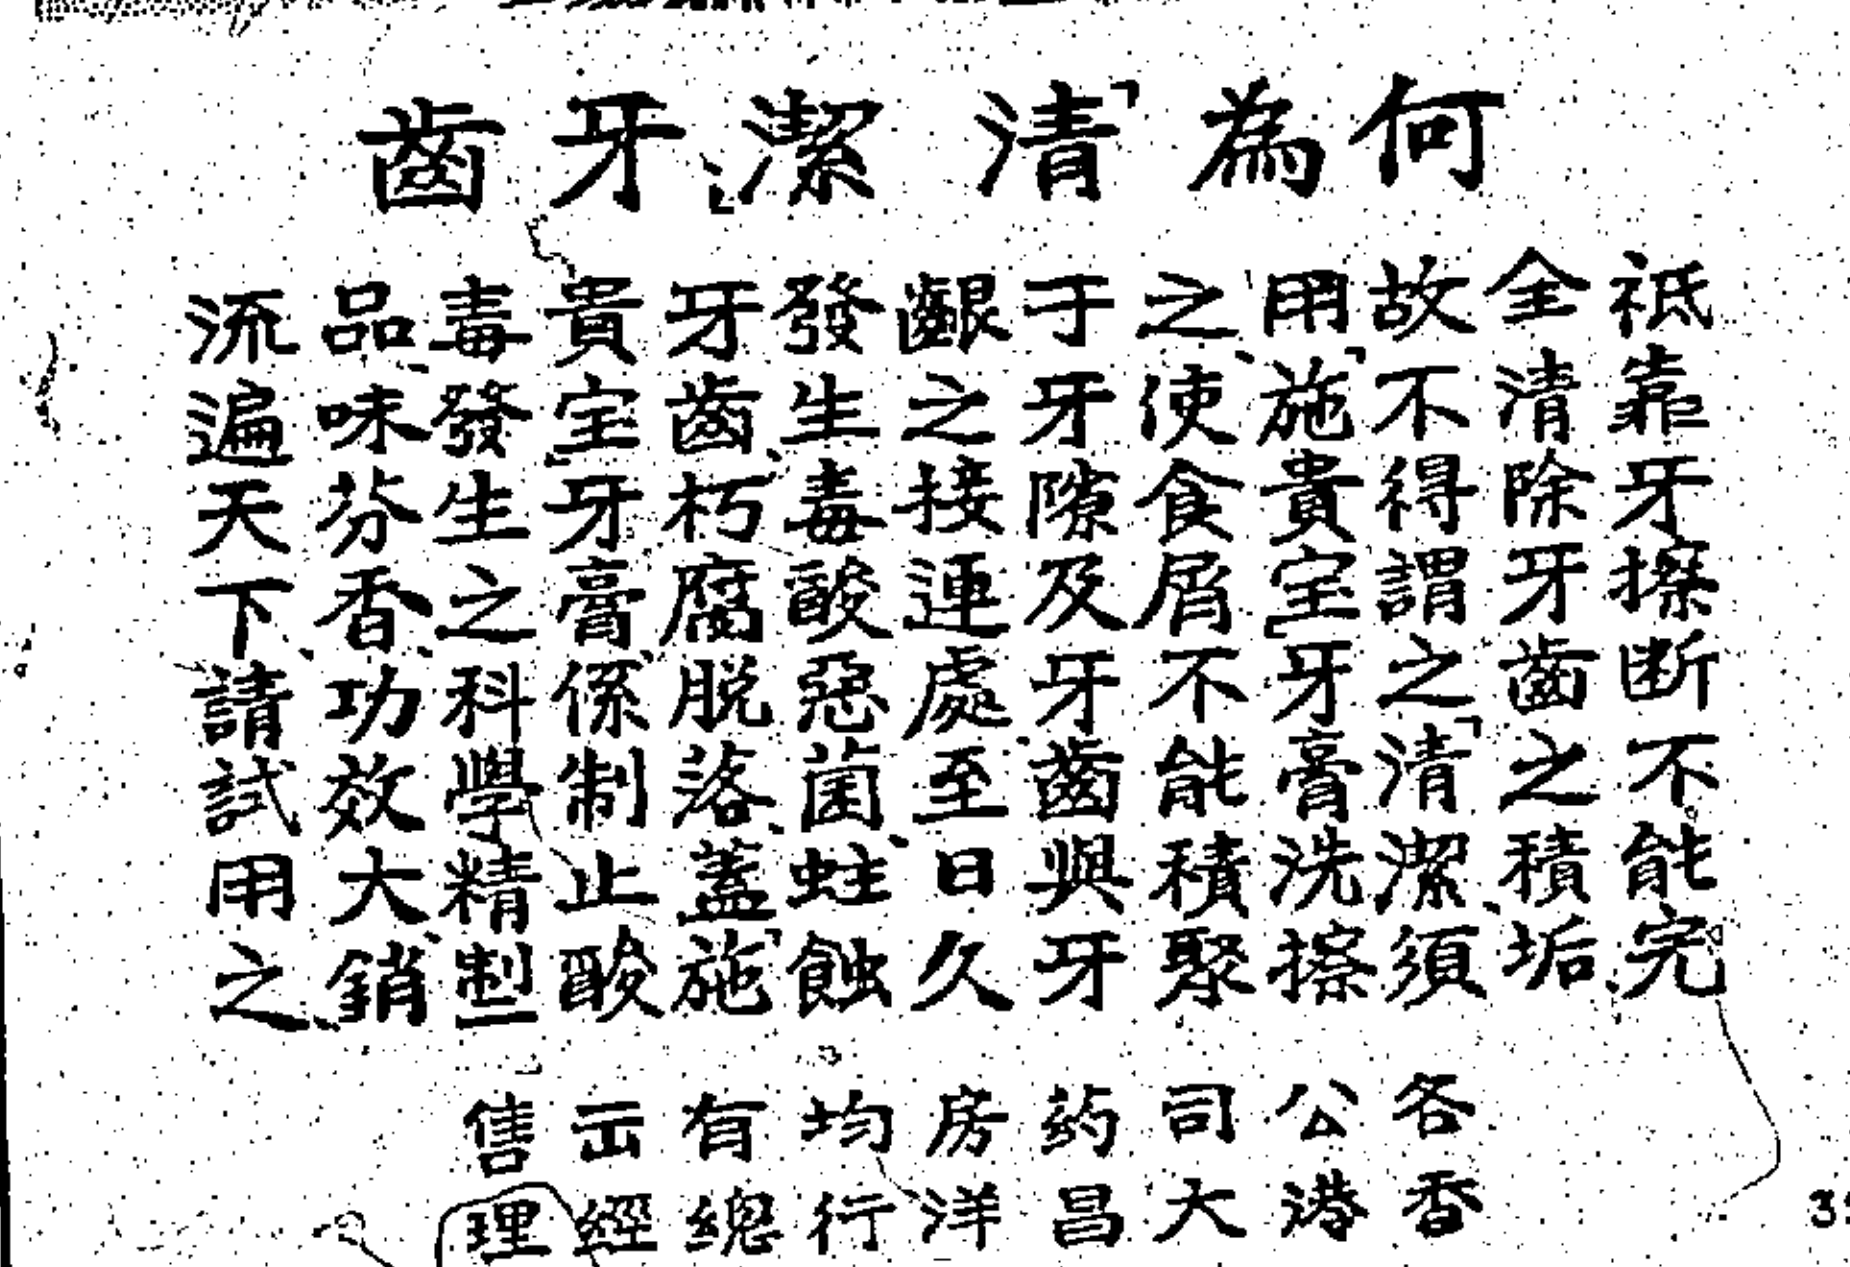 何為「清潔」牙齒
祗靠牙擦断不能完
全清除牙齒之積垢、
故不得謂之「清潔、須
用「施貴宝」牙膏洗擦
之、使食屑不能積聚
于牙隙及牙齒與牙
齦之接連處、至日久
發生毒酸惡菌、蛀蝕
牙齒、朽腐脱落、蓋「施
貴宝」牙膏、係制止酸
毒發生之科學精製
品、味芬香、功效大、銷
流遍天下、請試用之、
各公司药房均有出售
香港大昌洋行總經理